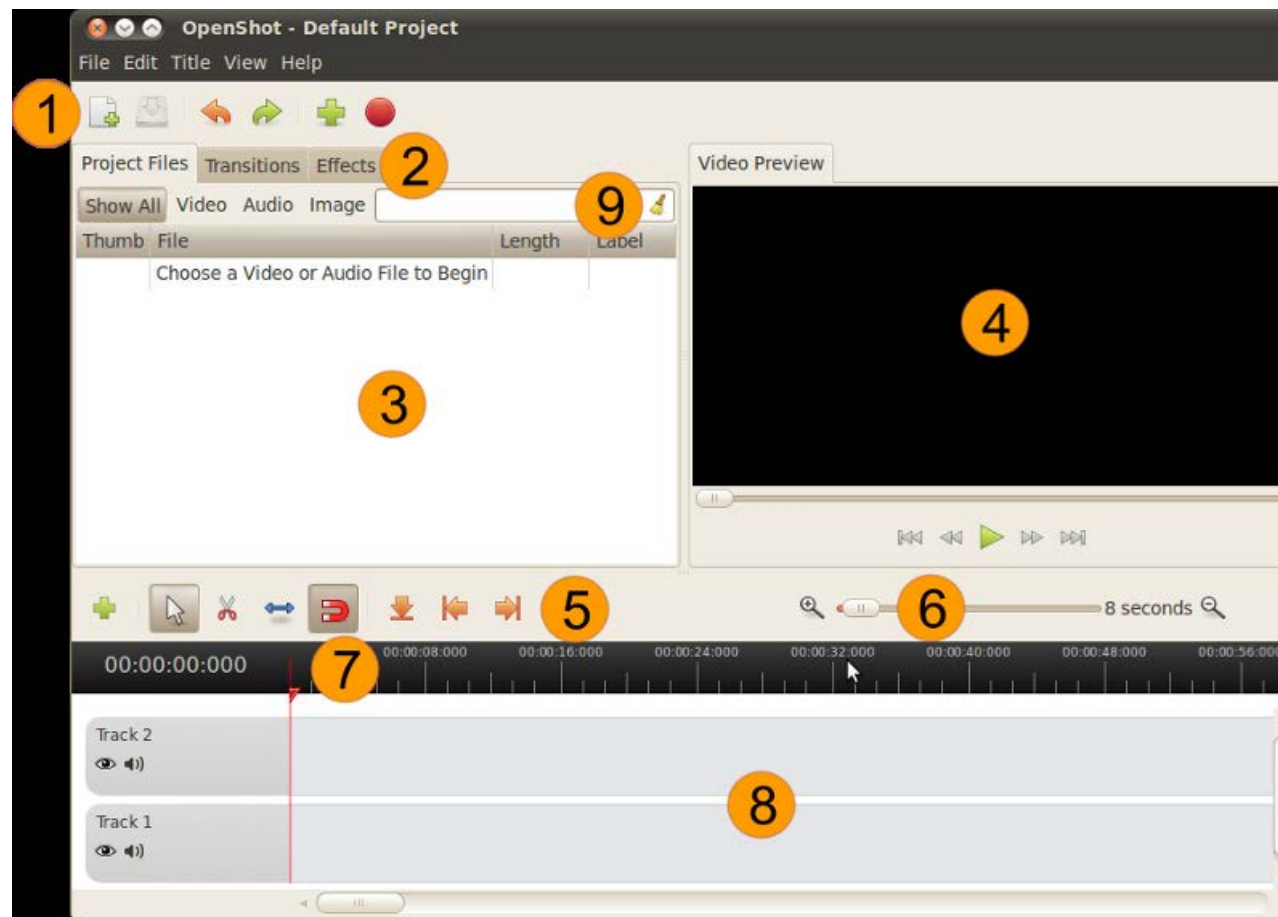 OpenShot - Default Project
File Edit Title View Help
1
Project Files Transitions Effects 2 Video Preview
Show All Video Audio Image 9
Thumb File Length Label
Choose a Video or Audio File to Begin
4
3
5 6 8 seconds
00:00:00:000 7 00:00:08:000 00:00:16:000 00:00:24:000 00:00:32:000 00:00:40:000 00:00:48:000 00:00:56:000
Track 2
8
Track 1